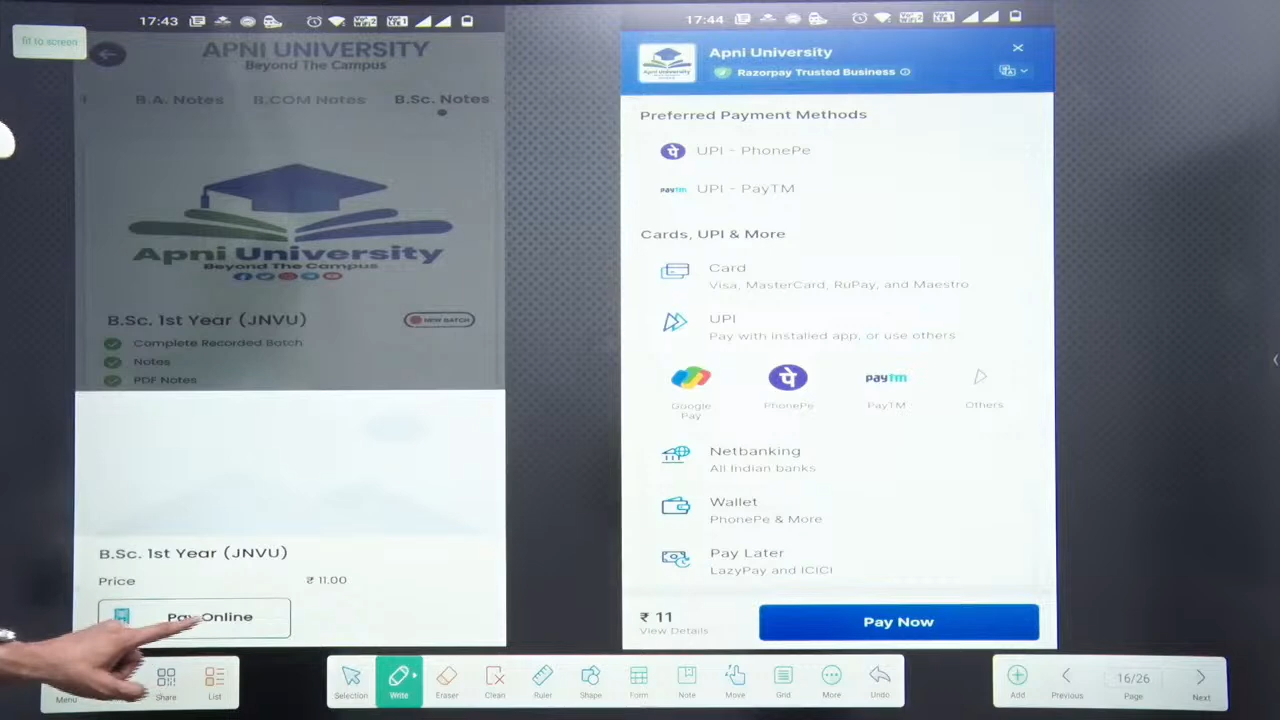 fit to screen
17:43
APNI UNIVERSITY
Beyond The Campus
B.A. Notes B.COM Notes B.Sc. Notes
Apni University
Beyond The Campus
B.Sc. 1st Year (JNVU)
NEW BATCH
Complete Recorded Batch
Notes
PDF Notes
B.Sc. 1st Year (JNVU)
Price ₹ 11.00
Pay Online
17:44
Apni University
Apni University
Razorpay Trusted Business
Preferred Payment Methods
UPI - PhonePe
paytm UPI - PayTM
Cards, UPI & More
Card
Visa, MasterCard, RuPay, and Maestro
UPI
Pay with installed app, or use others
paytm
Google Pay PhonePe PayTM Others
Netbanking
All Indian banks
Wallet
PhonePe & More
Pay Later
LazyPay and ICICI
₹ 11
View Details
Pay Now
Menu Share List
Selection Write Eraser Clean Ruler Shape Form Note Move Grid More Undo
Add Previous 16/26 Page Next